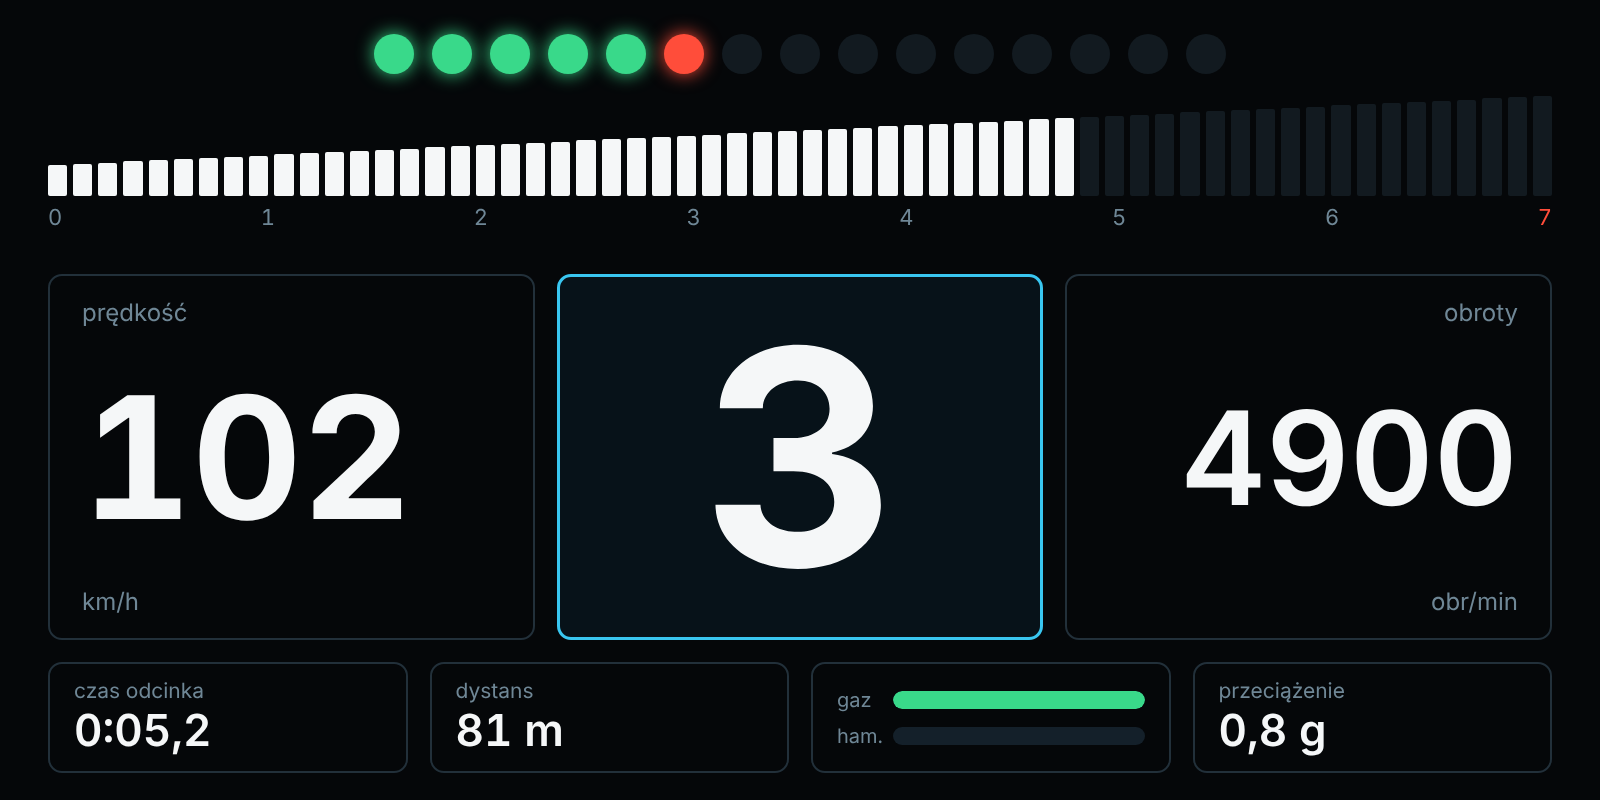 0 1 2 3 4 5 6 7
prędkość
102
km/h
3
obroty
4900
obr/min
czas odcinka
0:05,2
dystans
81 m
gaz
ham.
przeciążenie
0,8 g